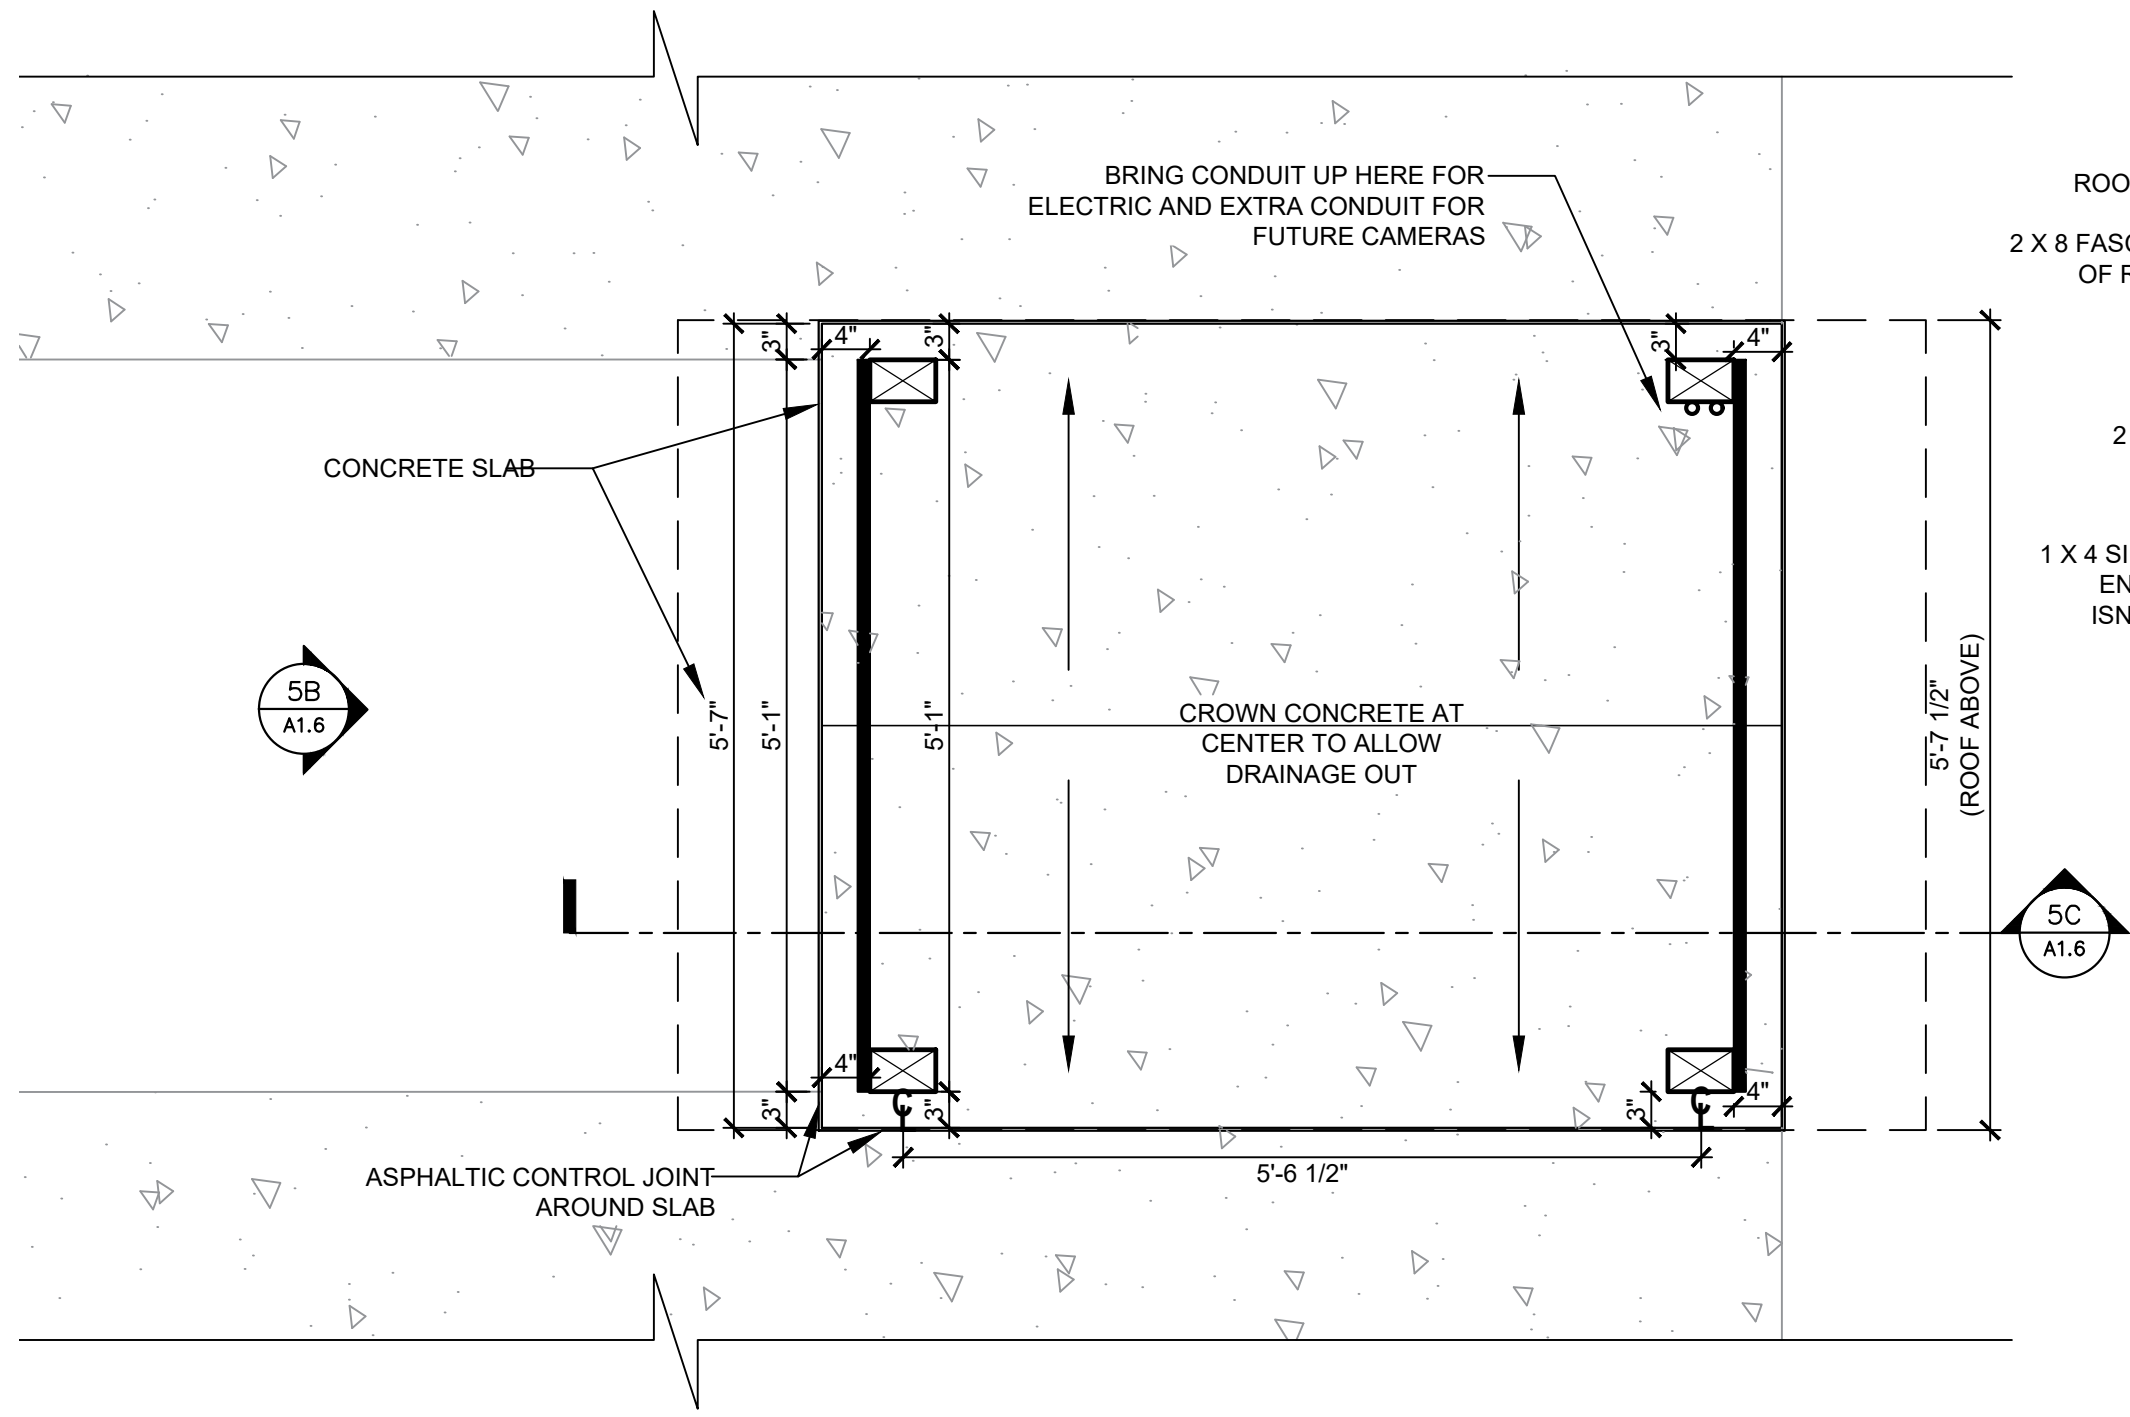 BRING CONDUIT UP HERE FOR
ELECTRIC AND EXTRA CONDUIT FOR
FUTURE CAMERAS
ROO
2 X 8 FASC
OF R
2
1 X 4 SI
EN
ISN
3"
4"
3"
3"
4"
CONCRETE SLAB
5B
A1.6
5'-7"
5'-1"
5'-1"
CROWN CONCRETE AT
CENTER TO ALLOW
DRAINAGE OUT
5'-7 1/2"
(ROOF ABOVE)
5C
A1.6
4"
3"
3"
3"
4"
CL
CL
5'-6 1/2"
ASPHALTIC CONTROL JOINT
AROUND SLAB